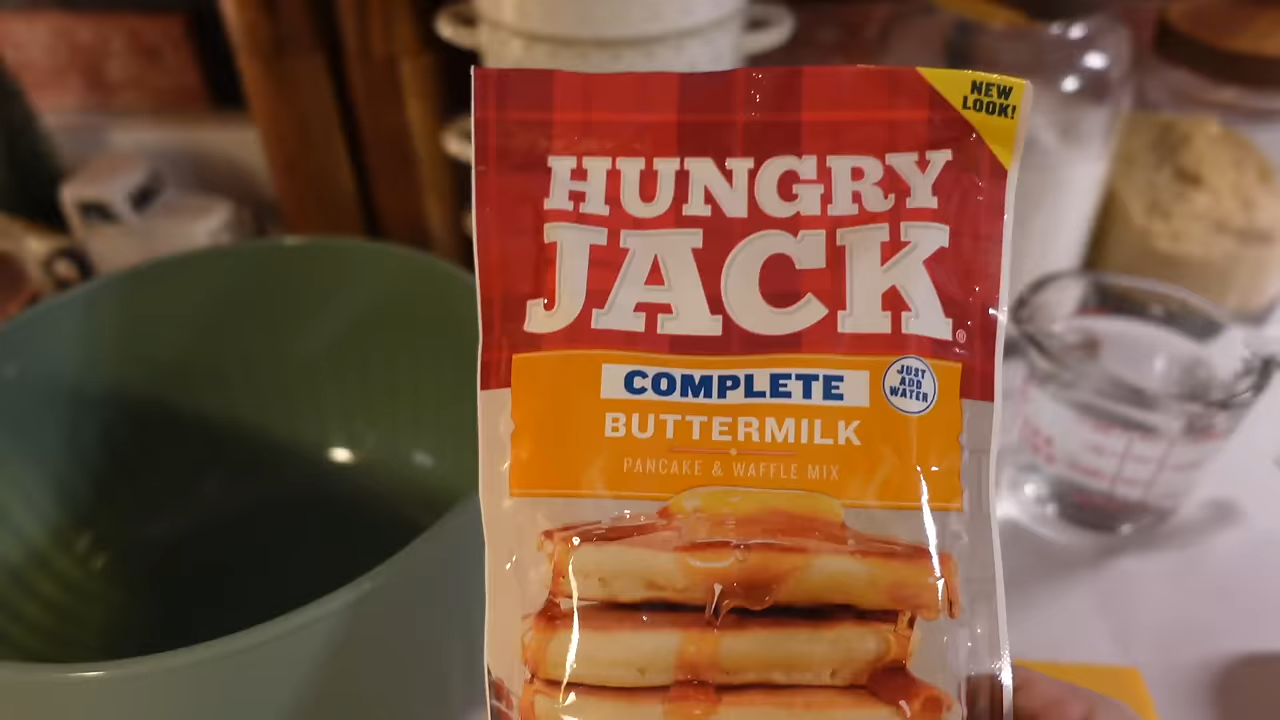 NEW
LOOK!
HUNGRY
JACK®
COMPLETE
JUST
ADD
WATER
BUTTERMILK
PANCAKE & WAFFLE MIX